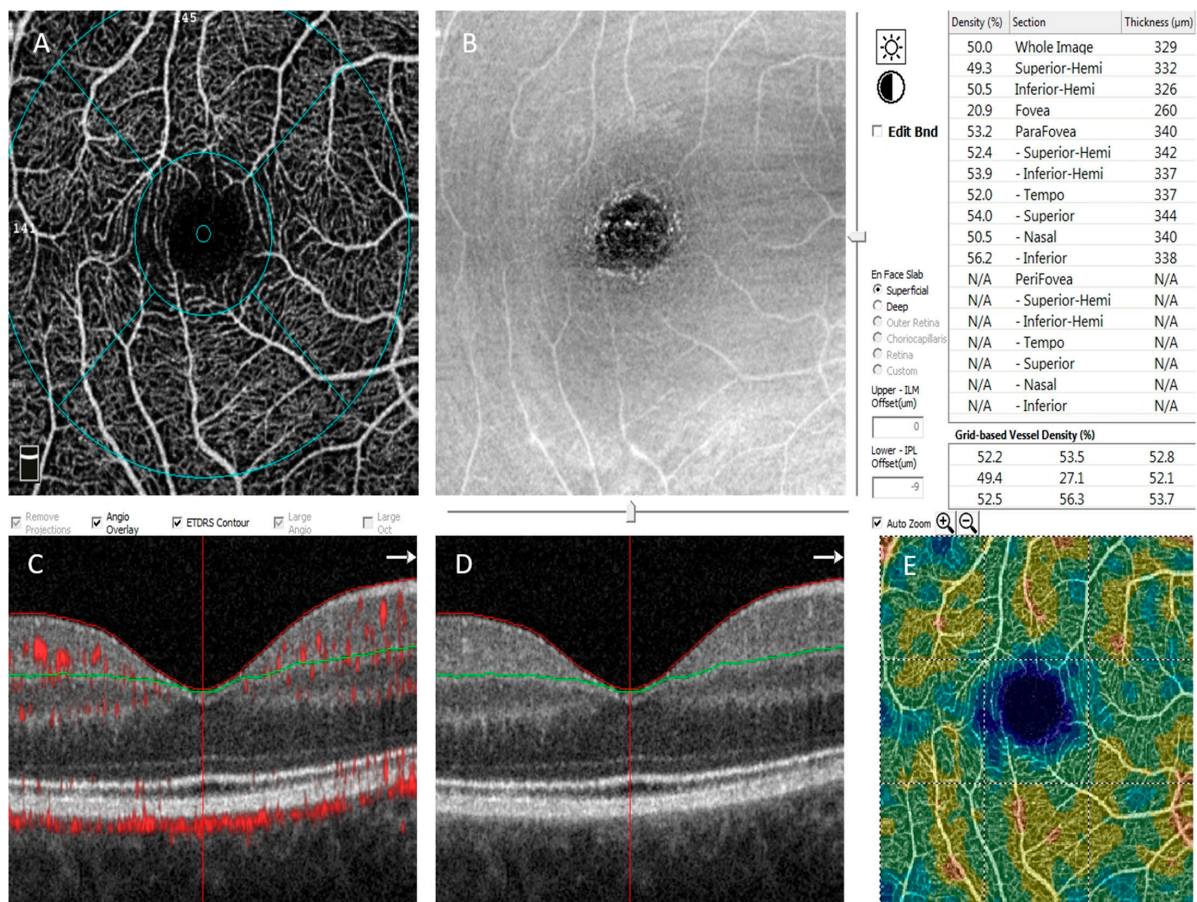 A
145
141
B
Edit Bnd
En Face Slab
Superficial
Deep
Outer Retina
Choriocapillaris
Retina
Custom
Upper - ILM
Offset(um)
0
Lower - IPL
Offset(um)
-9
Density (%) Section Thickness (µm)
50.0 Whole Image 329
49.3 Superior-Hemi 332
50.5 Inferior-Hemi 326
20.9 Fovea 260
53.2 ParaFovea 340
52.4 - Superior-Hemi 342
53.9 - Inferior-Hemi 337
52.0 - Tempo 337
54.0 - Superior 344
50.5 - Nasal 340
56.2 - Inferior 338
N/A PeriFovea N/A
N/A - Superior-Hemi N/A
N/A - Inferior-Hemi N/A
N/A - Tempo N/A
N/A - Superior N/A
N/A - Nasal N/A
N/A - Inferior N/A
Grid-based Vessel Density (%)
52.2 53.5 52.8
49.4 27.1 52.1
52.5 56.3 53.7
Remove
Projections
Angio
Overlay
ETDRS Contour
Large
Angio
Large
Oct
Auto Zoom
C
D
E